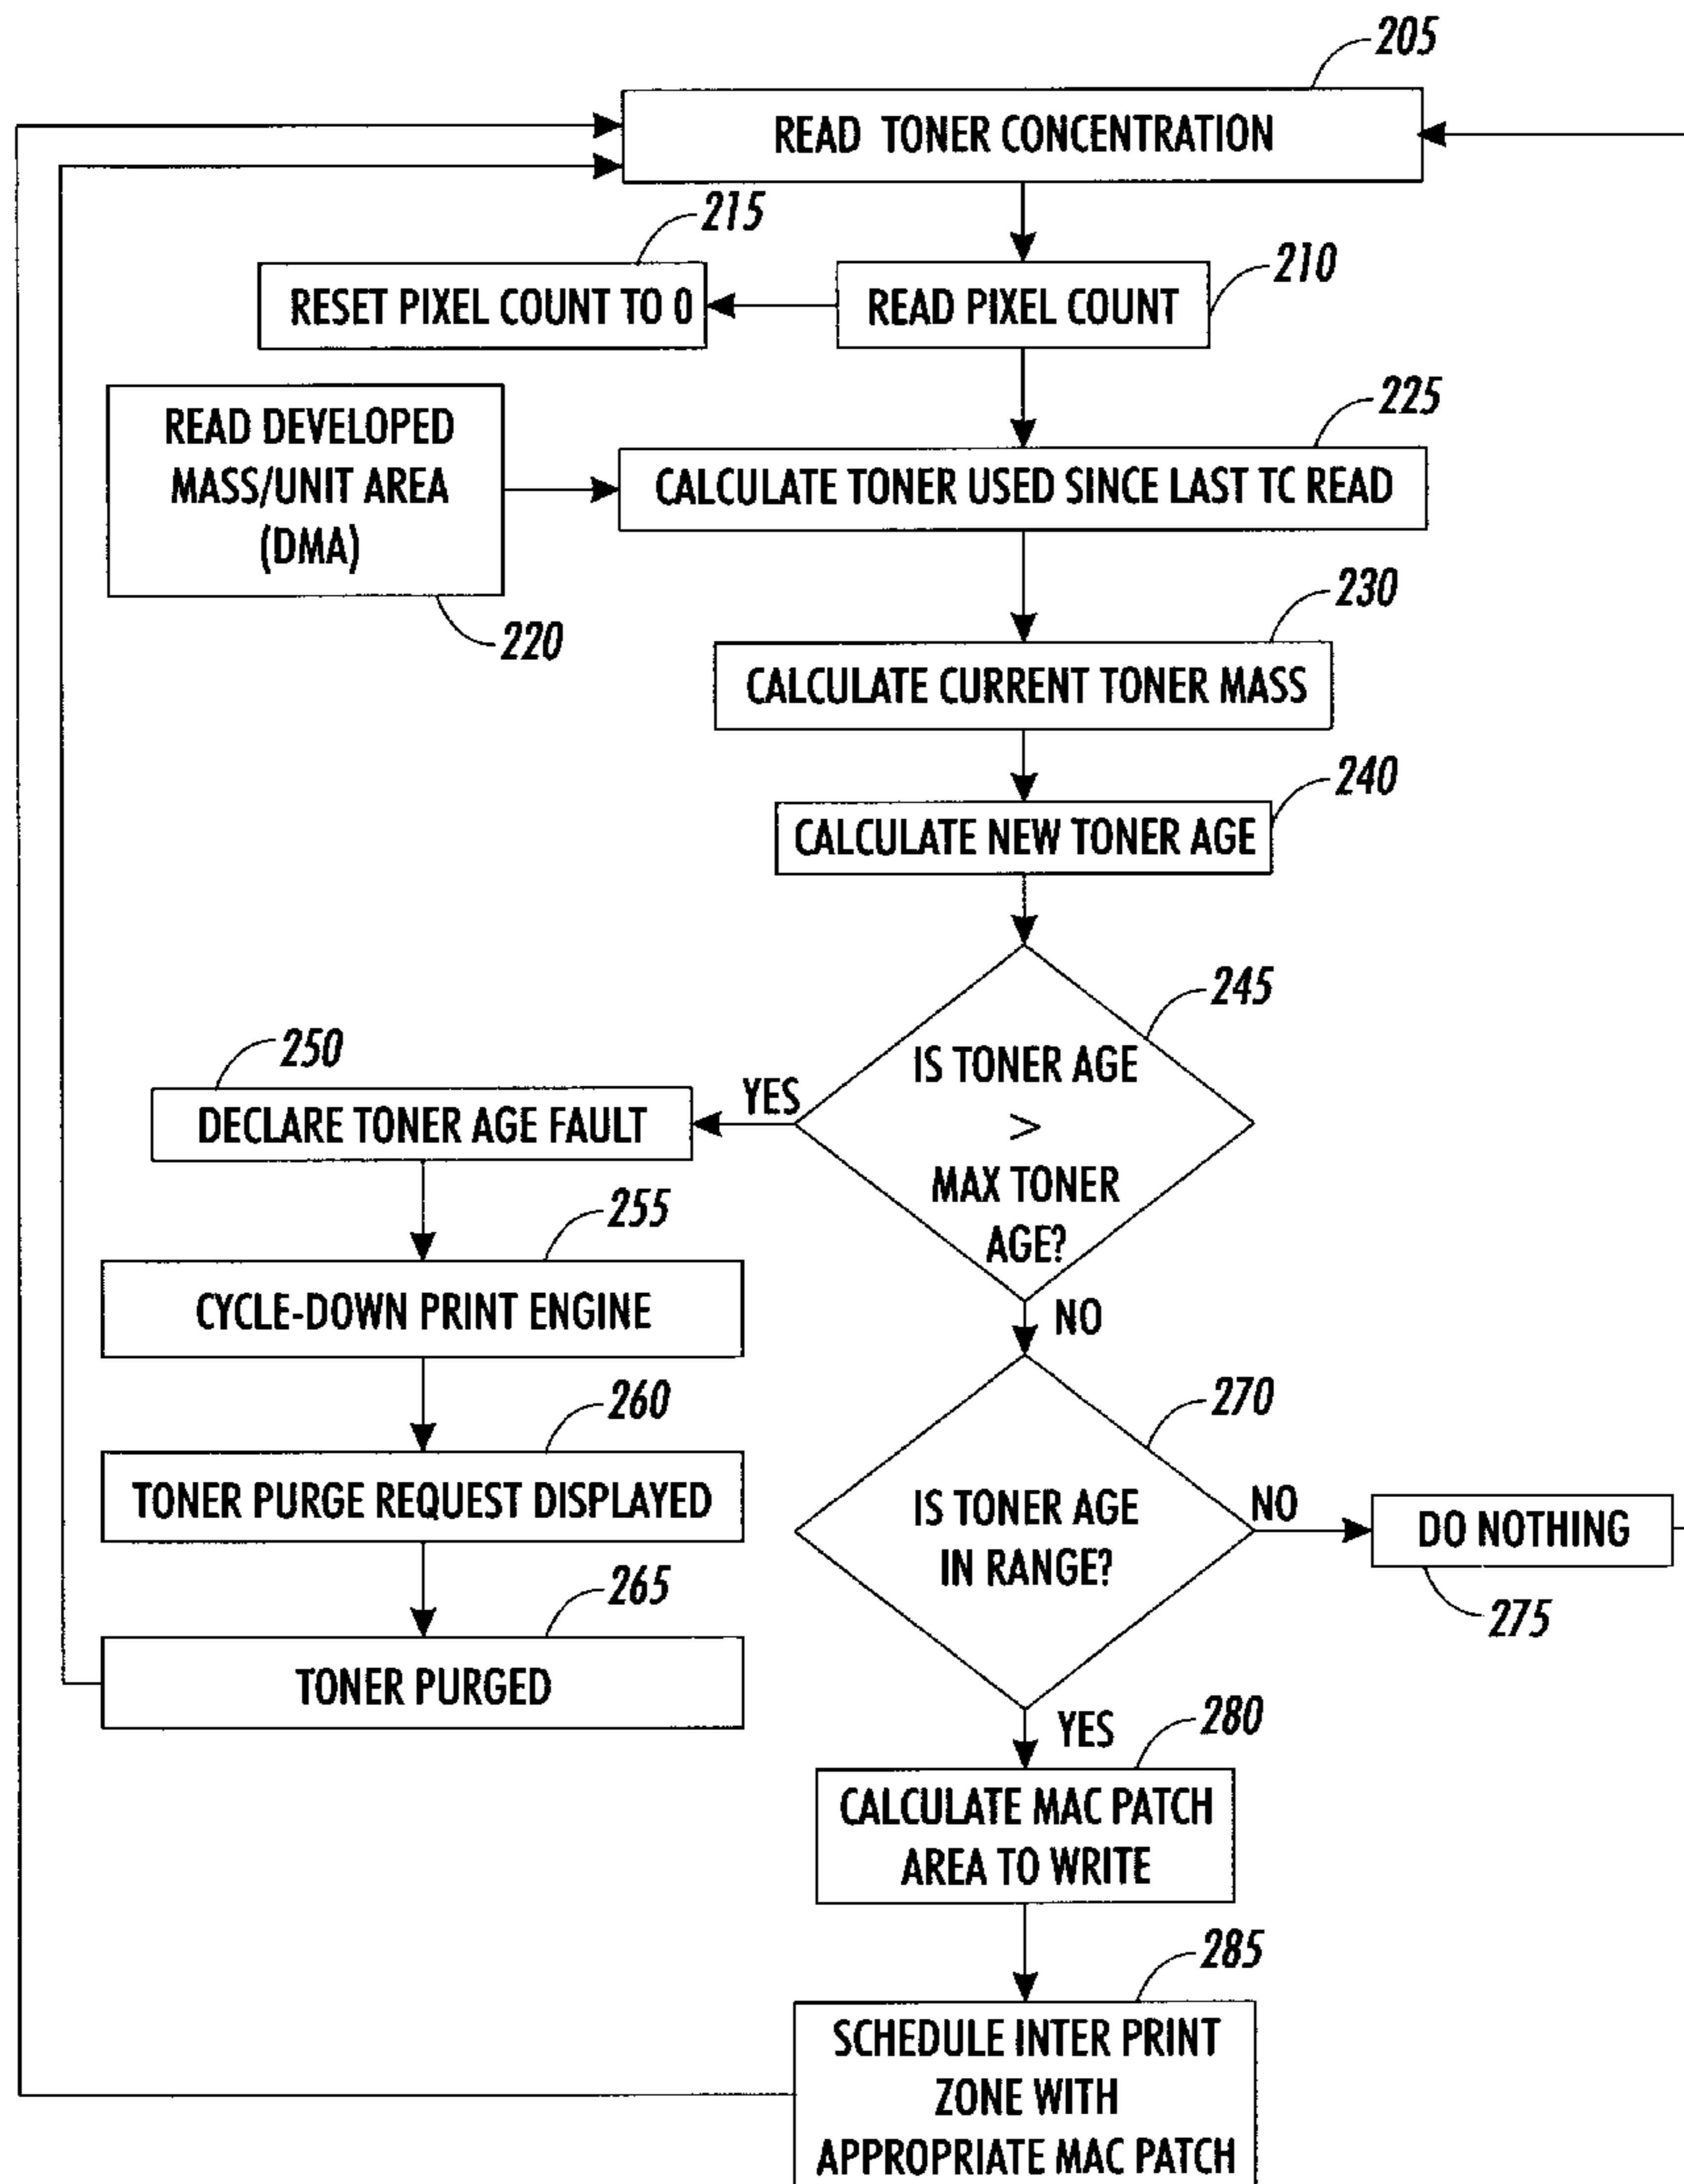 205
READ TONER CONCENTRATION
215
RESET PIXEL COUNT TO 0
READ PIXEL COUNT
210
READ DEVELOPED
MASS/UNIT AREA
(DMA)
220
225
CALCULATE TONER USED SINCE LAST TC READ
230
CALCULATE CURRENT TONER MASS
240
CALCULATE NEW TONER AGE
245
IS TONER AGE
>
MAX TONER
AGE?
YES
NO
250
DECLARE TONER AGE FAULT
255
CYCLE-DOWN PRINT ENGINE
260
TONER PURGE REQUEST DISPLAYED
265
TONER PURGED
270
IS TONER AGE
IN RANGE?
NO
DO NOTHING
275
YES
280
CALCULATE MAC PATCH
AREA TO WRITE
285
SCHEDULE INTER PRINT
ZONE WITH
APPROPRIATE MAC PATCH